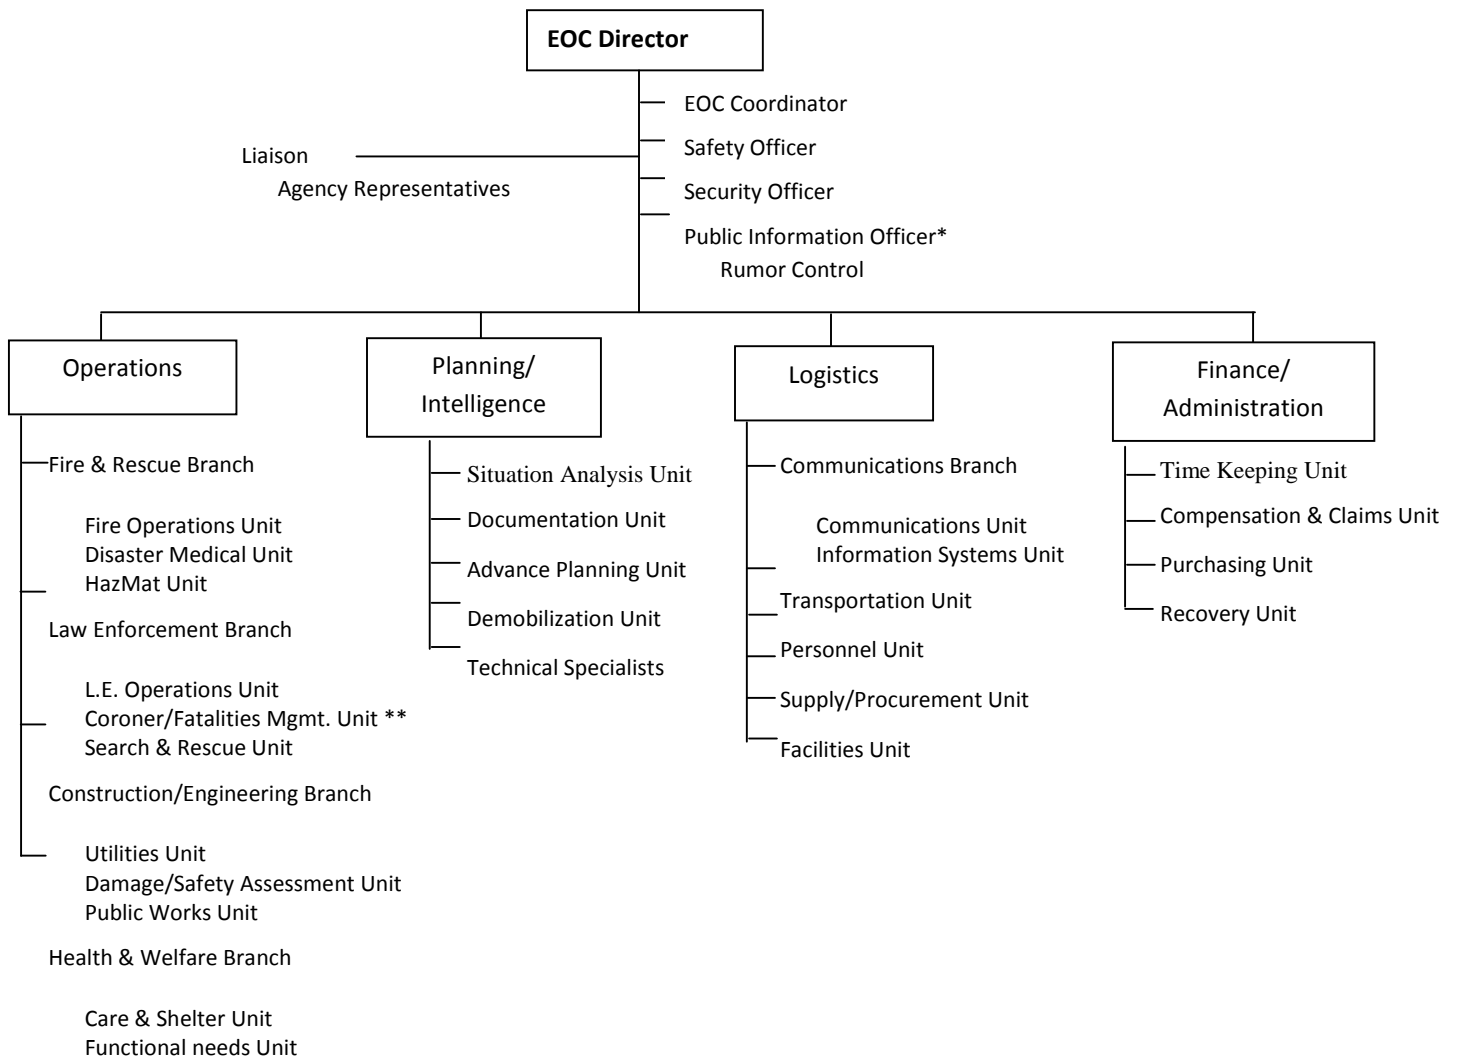 EOC Director
EOC Coordinator
Safety Officer
Security Officer
Public Information Officer*
Rumor Control
Liaison
Agency Representatives
Operations
Fire & Rescue Branch
Fire Operations Unit
Disaster Medical Unit
HazMat Unit
Law Enforcement Branch
L.E. Operations Unit
Coroner/Fatalities Mgmt. Unit **
Search & Rescue Unit
Construction/Engineering Branch
Utilities Unit
Damage/Safety Assessment Unit
Public Works Unit
Health & Welfare Branch
Care & Shelter Unit
Functional needs Unit
Planning/
Intelligence
Situation Analysis Unit
Documentation Unit
Advance Planning Unit
Demobilization Unit
Technical Specialists
Logistics
Communications Branch
Communications Unit
Information Systems Unit
Transportation Unit
Personnel Unit
Supply/Procurement Unit
Facilities Unit
Finance/
Administration
Time Keeping Unit
Compensation & Claims Unit
Purchasing Unit
Recovery Unit